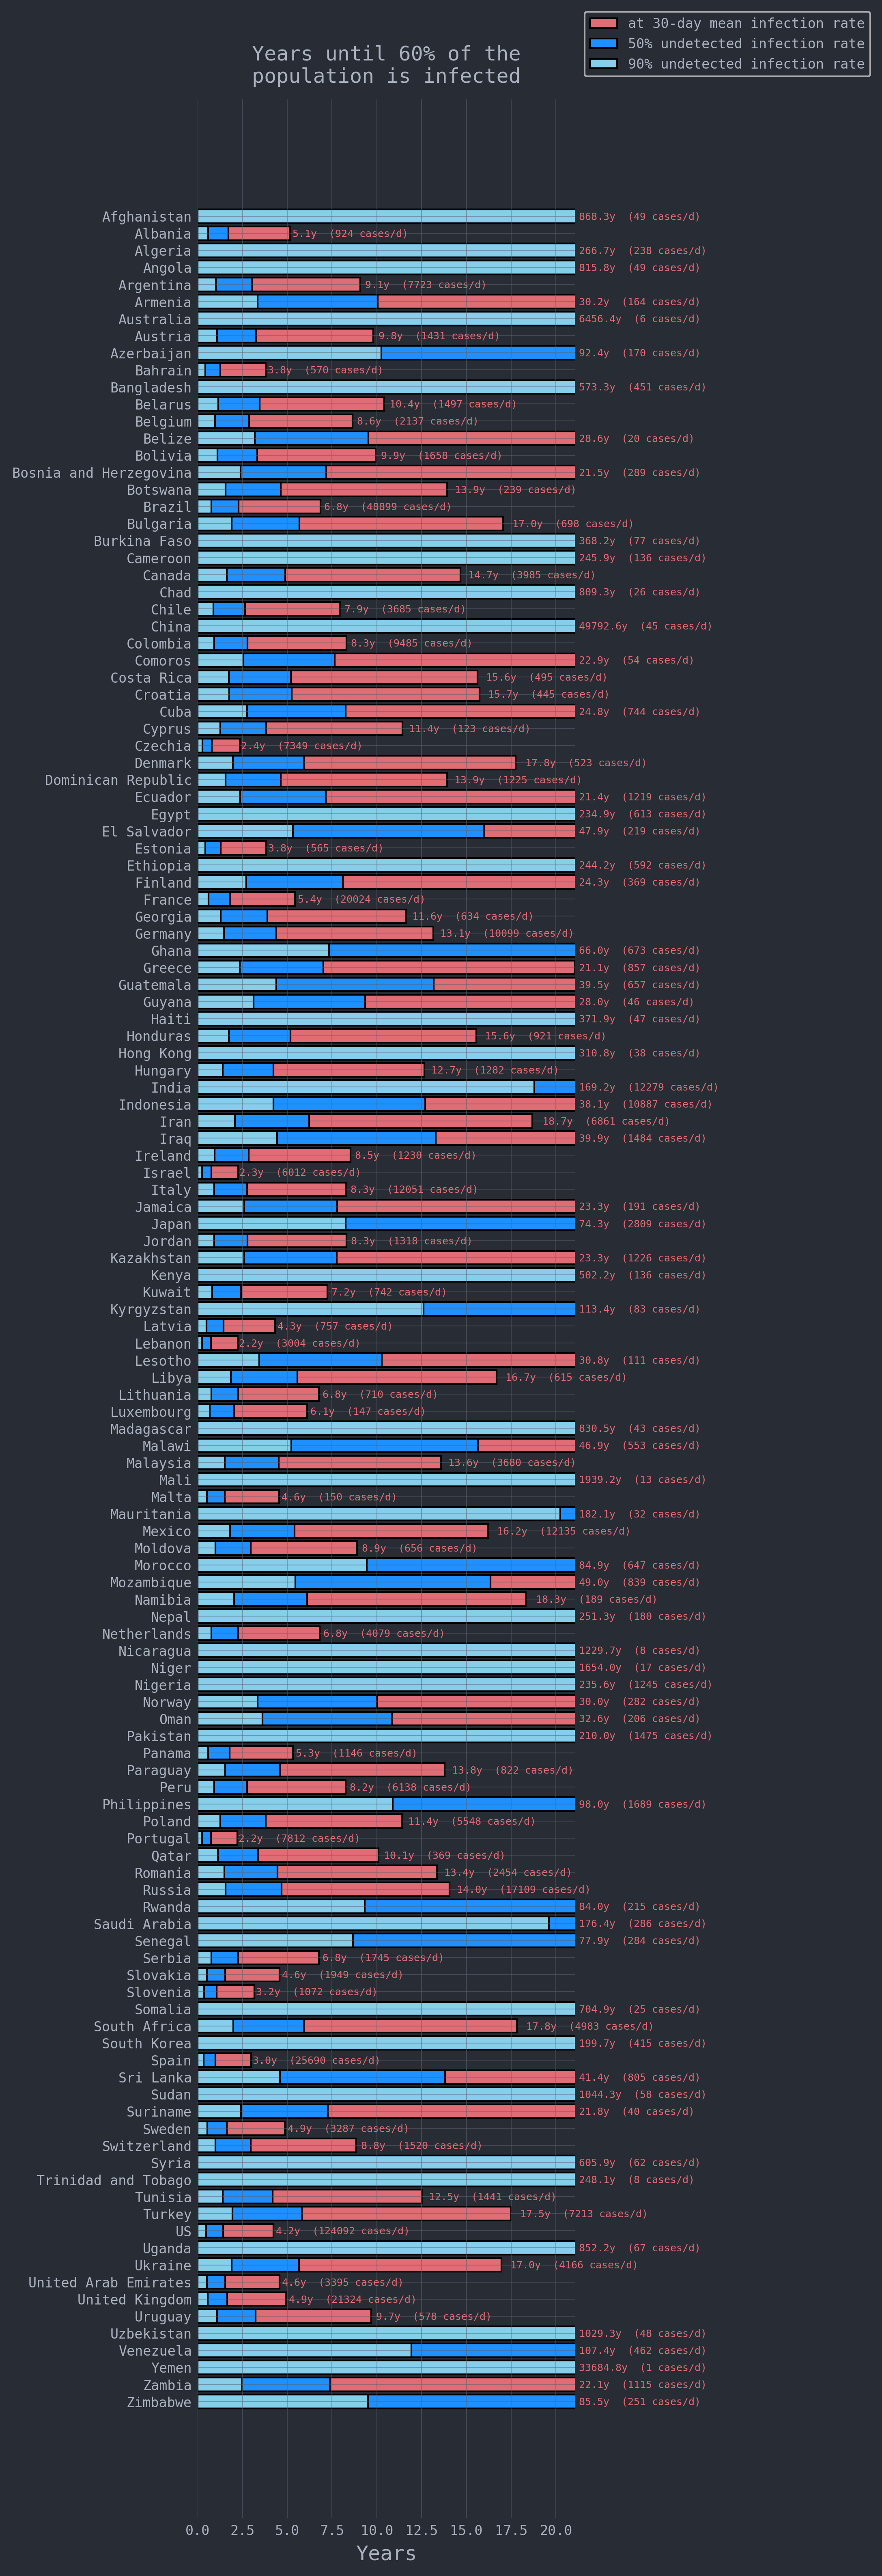 at 30-day mean infection rate
50% undetected infection rate
90% undetected infection rate
Years until 60% of the
population is infected
Afghanistan 868.3y (49 cases/d)
Albania 5.1y (924 cases/d)
Algeria 266.7y (238 cases/d)
Angola 815.8y (49 cases/d)
Argentina 9.1y (7723 cases/d)
Armenia 30.2y (164 cases/d)
Australia 6456.4y (6 cases/d)
Austria 9.8y (1431 cases/d)
Azerbaijan 92.4y (170 cases/d)
Bahrain 3.8y (570 cases/d)
Bangladesh 573.3y (451 cases/d)
Belarus 10.4y (1497 cases/d)
Belgium 8.6y (2137 cases/d)
Belize 28.6y (20 cases/d)
Bolivia 9.9y (1658 cases/d)
Bosnia and Herzegovina 21.5y (289 cases/d)
Botswana 13.9y (239 cases/d)
Brazil 6.8y (48899 cases/d)
Bulgaria 17.0y (698 cases/d)
Burkina Faso 368.2y (77 cases/d)
Cameroon 245.9y (136 cases/d)
Canada 14.7y (3985 cases/d)
Chad 809.3y (26 cases/d)
Chile 7.9y (3685 cases/d)
China 49792.6y (45 cases/d)
Colombia 8.3y (9485 cases/d)
Comoros 22.9y (54 cases/d)
Costa Rica 15.6y (495 cases/d)
Croatia 15.7y (445 cases/d)
Cuba 24.8y (744 cases/d)
Cyprus 11.4y (123 cases/d)
Czechia 2.4y (7349 cases/d)
Denmark 17.8y (523 cases/d)
Dominican Republic 13.9y (1225 cases/d)
Ecuador 21.4y (1219 cases/d)
Egypt 234.9y (613 cases/d)
El Salvador 47.9y (219 cases/d)
Estonia 3.8y (565 cases/d)
Ethiopia 244.2y (592 cases/d)
Finland 24.3y (369 cases/d)
France 5.4y (20024 cases/d)
Georgia 11.6y (634 cases/d)
Germany 13.1y (10099 cases/d)
Ghana 66.0y (673 cases/d)
Greece 21.1y (857 cases/d)
Guatemala 39.5y (657 cases/d)
Guyana 28.0y (46 cases/d)
Haiti 371.9y (47 cases/d)
Honduras 15.6y (921 cases/d)
Hong Kong 310.8y (38 cases/d)
Hungary 12.7y (1282 cases/d)
India 169.2y (12279 cases/d)
Indonesia 38.1y (10887 cases/d)
Iran 18.7y (6861 cases/d)
Iraq 39.9y (1484 cases/d)
Ireland 8.5y (1230 cases/d)
Israel 2.3y (6012 cases/d)
Italy 8.3y (12051 cases/d)
Jamaica 23.3y (191 cases/d)
Japan 74.3y (2809 cases/d)
Jordan 8.3y (1318 cases/d)
Kazakhstan 23.3y (1226 cases/d)
Kenya 502.2y (136 cases/d)
Kuwait 7.2y (742 cases/d)
Kyrgyzstan 113.4y (83 cases/d)
Latvia 4.3y (757 cases/d)
Lebanon 2.2y (3004 cases/d)
Lesotho 30.8y (111 cases/d)
Libya 16.7y (615 cases/d)
Lithuania 6.8y (710 cases/d)
Luxembourg 6.1y (147 cases/d)
Madagascar 830.5y (43 cases/d)
Malawi 46.9y (553 cases/d)
Malaysia 13.6y (3680 cases/d)
Mali 1939.2y (13 cases/d)
Malta 4.6y (150 cases/d)
Mauritania 182.1y (32 cases/d)
Mexico 16.2y (12135 cases/d)
Moldova 8.9y (656 cases/d)
Morocco 84.9y (647 cases/d)
Mozambique 49.0y (839 cases/d)
Namibia 18.3y (189 cases/d)
Nepal 251.3y (180 cases/d)
Netherlands 6.8y (4079 cases/d)
Nicaragua 1229.7y (8 cases/d)
Niger 1654.0y (17 cases/d)
Nigeria 235.6y (1245 cases/d)
Norway 30.0y (282 cases/d)
Oman 32.6y (206 cases/d)
Pakistan 210.0y (1475 cases/d)
Panama 5.3y (1146 cases/d)
Paraguay 13.8y (822 cases/d)
Peru 8.2y (6138 cases/d)
Philippines 98.0y (1689 cases/d)
Poland 11.4y (5548 cases/d)
Portugal 2.2y (7812 cases/d)
Qatar 10.1y (369 cases/d)
Romania 13.4y (2454 cases/d)
Russia 14.0y (17109 cases/d)
Rwanda 84.0y (215 cases/d)
Saudi Arabia 176.4y (286 cases/d)
Senegal 77.9y (284 cases/d)
Serbia 6.8y (1745 cases/d)
Slovakia 4.6y (1949 cases/d)
Slovenia 3.2y (1072 cases/d)
Somalia 704.9y (25 cases/d)
South Africa 17.8y (4983 cases/d)
South Korea 199.7y (415 cases/d)
Spain 3.0y (25690 cases/d)
Sri Lanka 41.4y (805 cases/d)
Sudan 1044.3y (58 cases/d)
Suriname 21.8y (40 cases/d)
Sweden 4.9y (3287 cases/d)
Switzerland 8.8y (1520 cases/d)
Syria 605.9y (62 cases/d)
Trinidad and Tobago 248.1y (8 cases/d)
Tunisia 12.5y (1441 cases/d)
Turkey 17.5y (7213 cases/d)
US 4.2y (124092 cases/d)
Uganda 852.2y (67 cases/d)
Ukraine 17.0y (4166 cases/d)
United Arab Emirates 4.6y (3395 cases/d)
United Kingdom 4.9y (21324 cases/d)
Uruguay 9.7y (578 cases/d)
Uzbekistan 1029.3y (48 cases/d)
Venezuela 107.4y (462 cases/d)
Yemen 33684.8y (1 cases/d)
Zambia 22.1y (1115 cases/d)
Zimbabwe 85.5y (251 cases/d)
0.0 2.5 5.0 7.5 10.0 12.5 15.0 17.5 20.0
Years